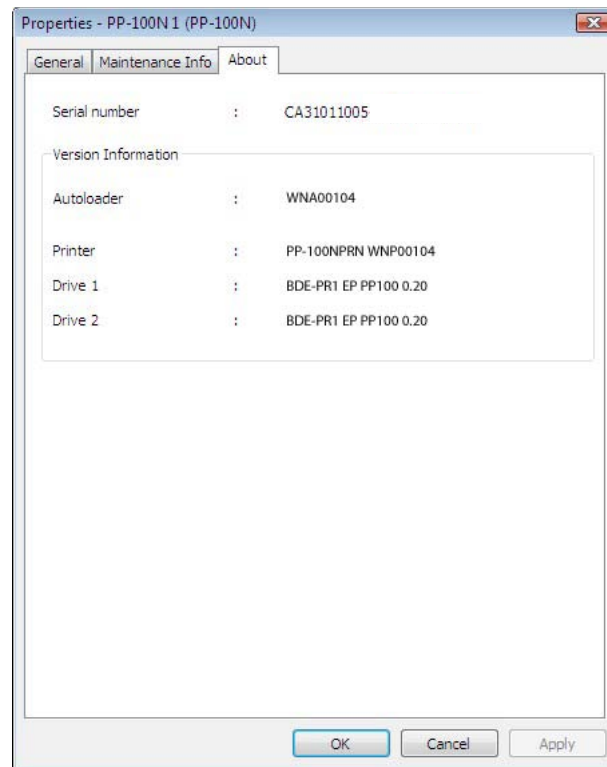 Properties - PP-100N 1 (PP-100N)
General Maintenance Info About
Serial number : CA31011005
Version Information
Autoloader : WNA00104
Printer : PP-100NPRN WNP00104
Drive 1 : BDE-PR1 EP PP100 0.20
Drive 2 : BDE-PR1 EP PP100 0.20
OK Cancel Apply